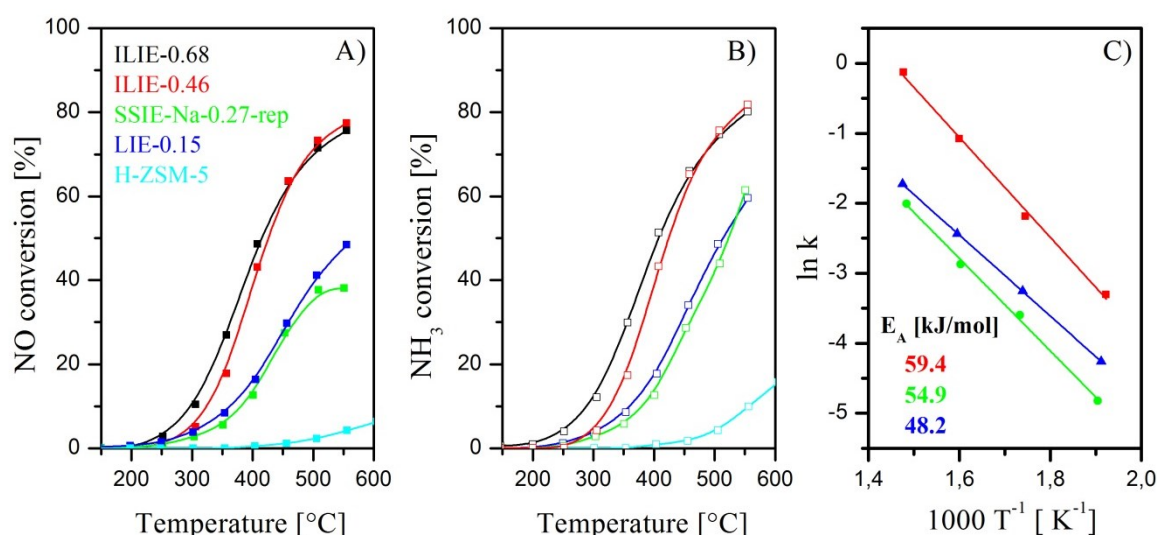 A)
ILIE-0.68
ILIE-0.46
SSIE-Na-0.27-rep
LIE-0.15
H-ZSM-5
NO conversion [%]
100
80
60
40
20
0
200 300 400 500 600
Temperature [°C]
B)
NH₃ conversion [%]
100
80
60
40
20
0
200 300 400 500 600
Temperature [°C]
C)
ln k
0
-1
-2
-3
-4
-5
E_A [kJ/mol]
59.4
54.9
48.2
1,4 1,6 1,8 2,0
1000 T⁻¹ [ K⁻¹]